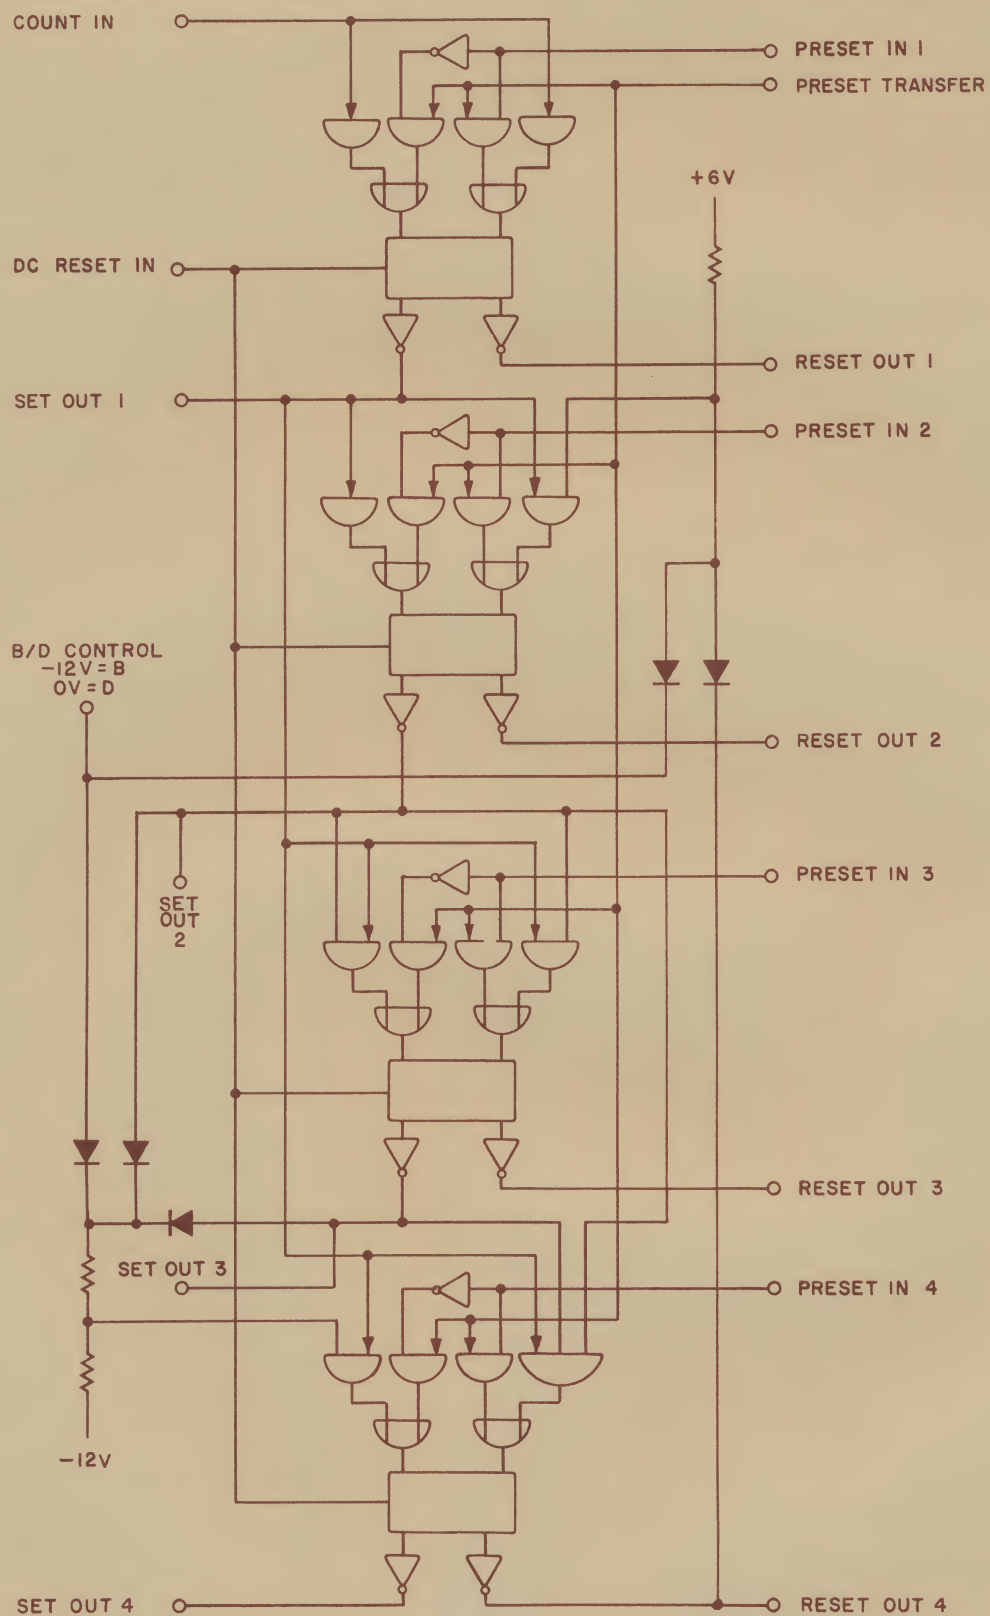 COUNT IN
PRESET IN 1
PRESET TRANSFER
+6V
DC RESET IN
RESET OUT 1
SET OUT 1
PRESET IN 2
B/D CONTROL
-12V=B
0V=D
RESET OUT 2
PRESET IN 3
SET
OUT
2
RESET OUT 3
SET OUT 3
PRESET IN 4
-12V
SET OUT 4
RESET OUT 4